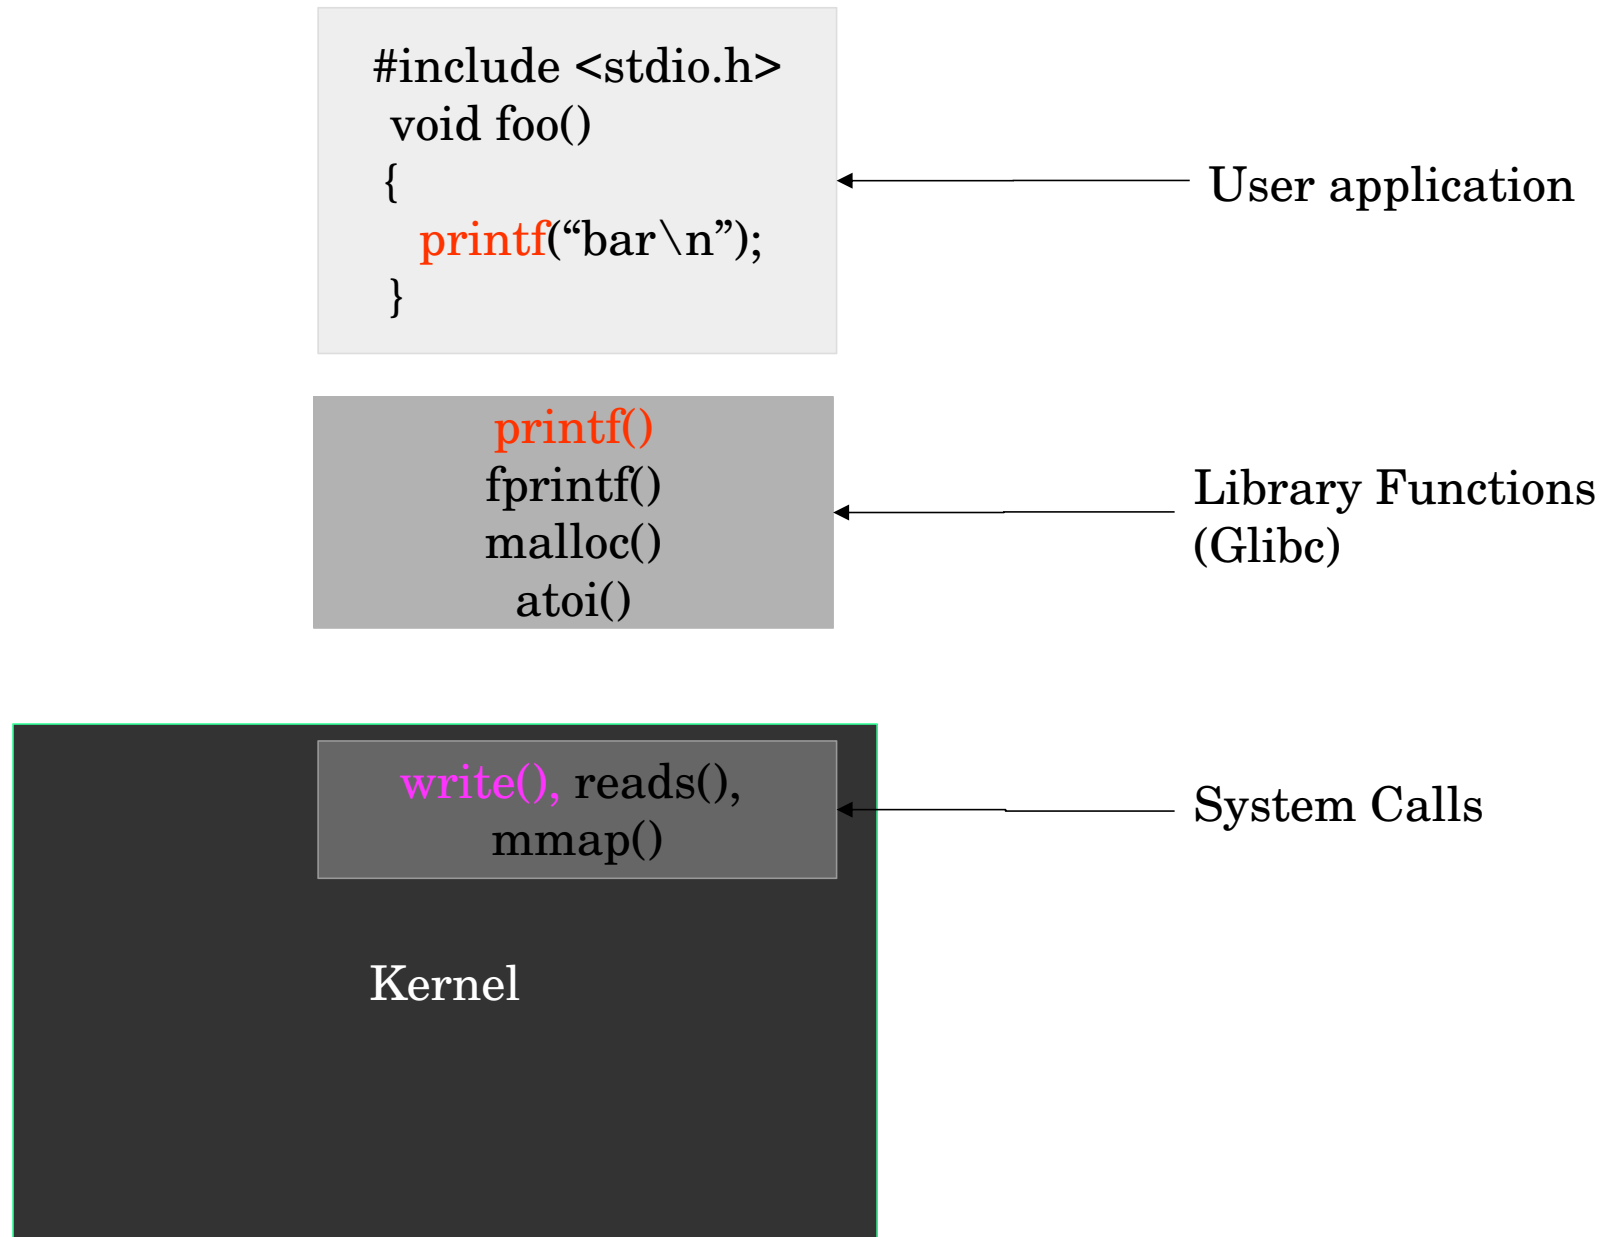 #include <stdio.h>
void foo()
{
printf(“bar\n”);
}
User application
printf()
fprintf()
malloc()
atoi()
Library Functions
(Glibc)
write(), reads(),
mmap()
System Calls
Kernel